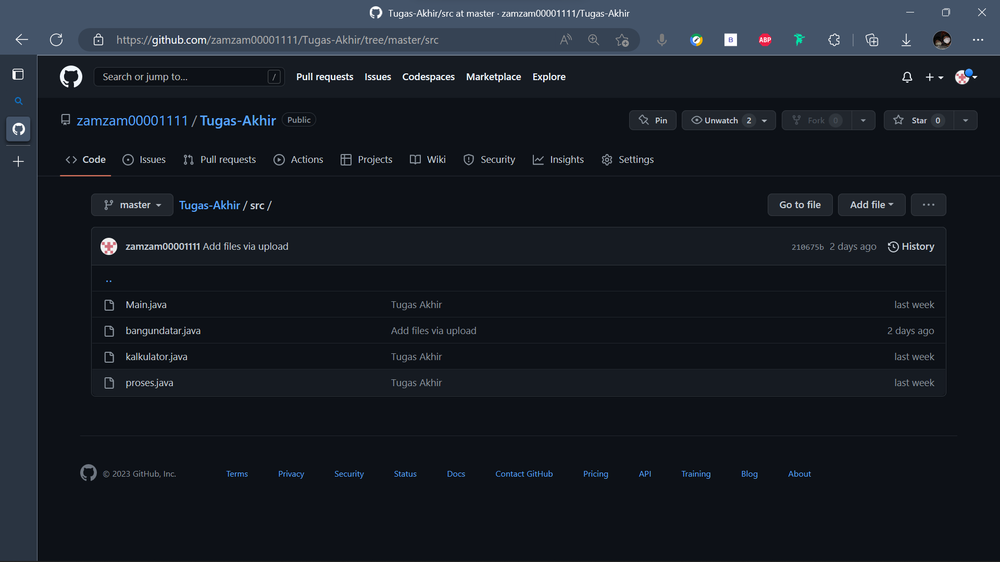 Tugas-Akhir/src at master · zamzam00001111/Tugas-Akhir
https://github.com/zamzam00001111/Tugas-Akhir/tree/master/src
B
ABP
Search or jump to...
/
Pull requests
Issues
Codespaces
Marketplace
Explore
zamzam00001111 / Tugas-Akhir
Public
Pin
Unwatch 2
Fork 0
Star 0
Code
Issues
Pull requests
Actions
Projects
Wiki
Security
Insights
Settings
master
Tugas-Akhir / src /
Go to file
Add file
...
zamzam00001111 Add files via upload
210675b 2 days ago
History
..
Main.java Tugas Akhir last week
bangundatar.java Add files via upload 2 days ago
kalkulator.java Tugas Akhir last week
proses.java Tugas Akhir last week
© 2023 GitHub, Inc.
Terms
Privacy
Security
Status
Docs
Contact GitHub
Pricing
API
Training
Blog
About